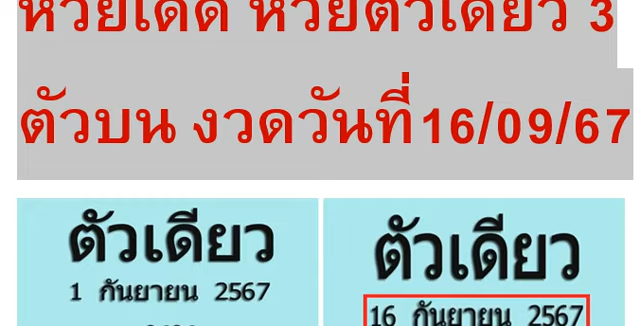 หวยเด็ด หวยตัวเดียว 3
ตัวบน งวดวันที่16/09/67
ตัวเดียว
1 กันยายน 2567
ตัวเดียว
16 กันยายน 2567